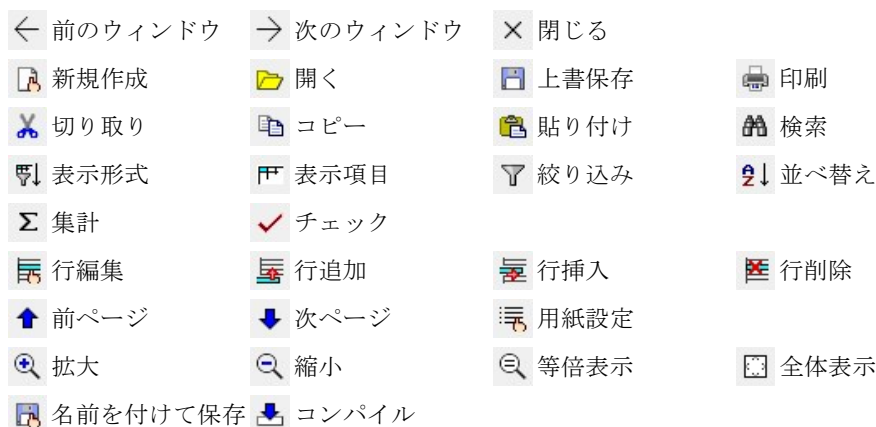 前のウィンドウ 次のウィンドウ 閉じる
新規作成 開く 上書保存 印刷
切り取り コピー 貼り付け 検索
表示形式 表示項目 絞り込み 並べ替え
集計 チェック
行編集 行追加 行挿入 行削除
前ページ 次ページ 用紙設定
拡大 縮小 等倍表示 全体表示
名前を付けて保存 コンパイル